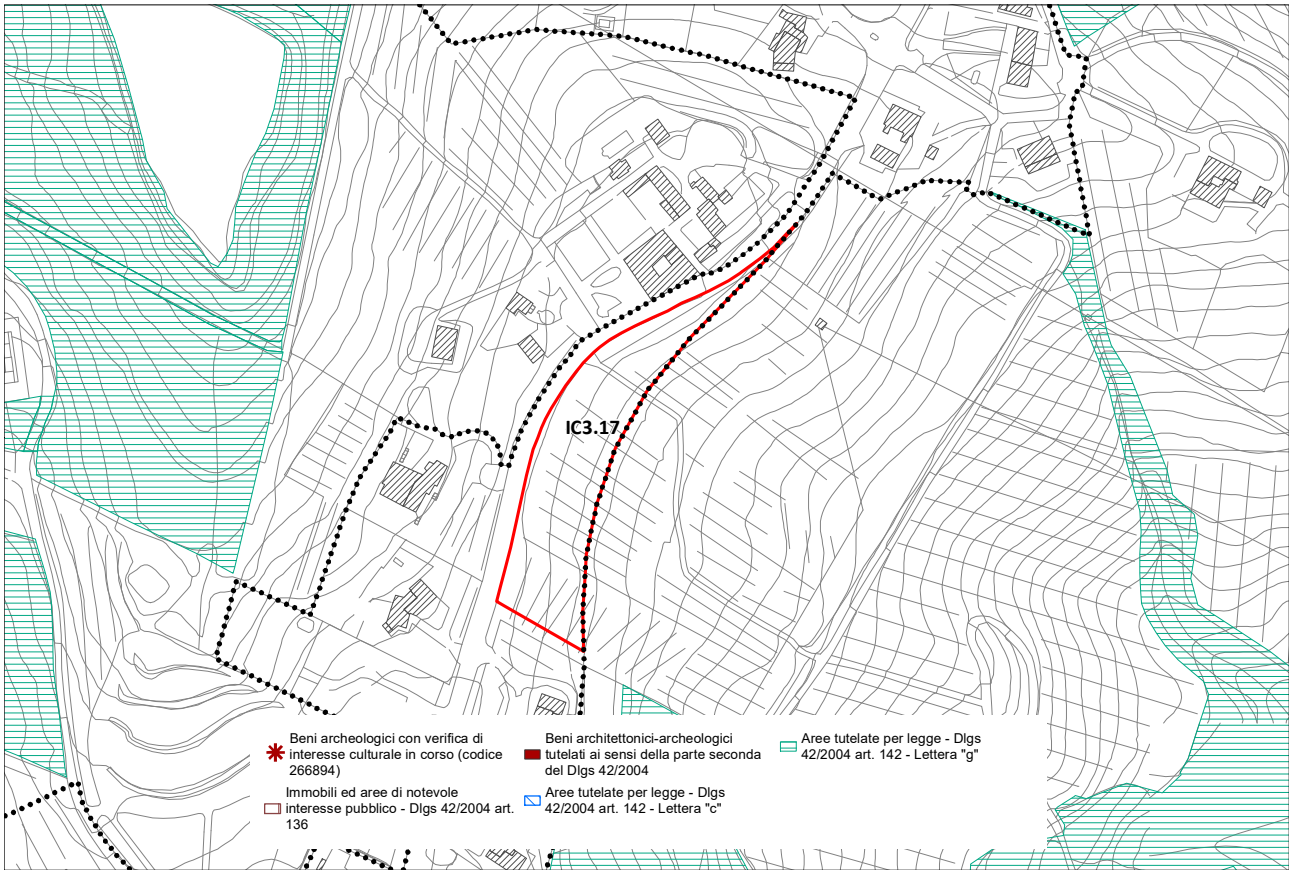 IC3.17
Beni archeologici con verifica di
interesse culturale in corso (codice
266894)
Immobili ed aree di notevole
interesse pubblico - Dlgs 42/2004 art.
136
Beni architettonici-archeologici
tutelati ai sensi della parte seconda
del Dlgs 42/2004
Aree tutelate per legge - Dlgs
42/2004 art. 142 - Lettera "c"
Aree tutelate per legge - Dlgs
42/2004 art. 142 - Lettera "g"